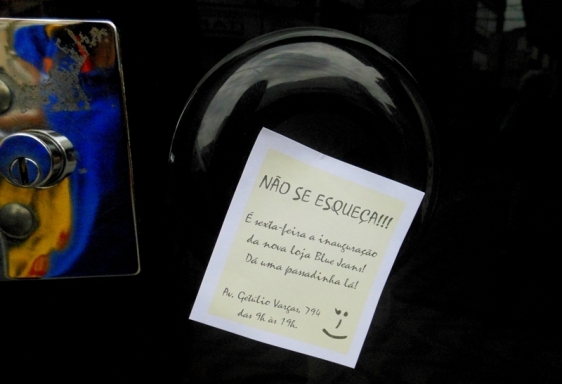 NÃO SE ESQUEÇA!!!
É sexta-feira a inauguração
da nova loja Blue Jeans!
Dá uma passadinha lá!
Av. Getúlio Vargas, 794
das 9h às 19h.